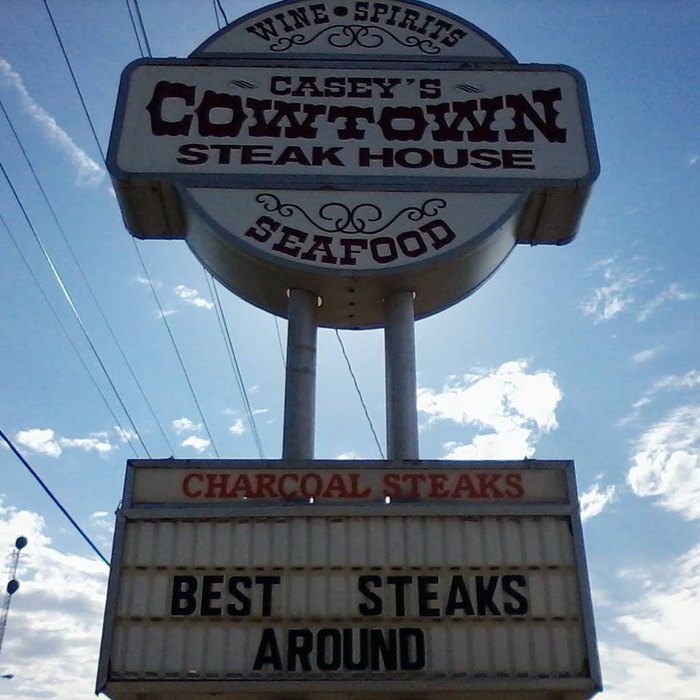 WINE • SPIRITS
CASEY'S
COWTOWN
STEAK HOUSE
SEAFOOD
CHARCOAL STEAKS
BEST STEAKS
AROUND